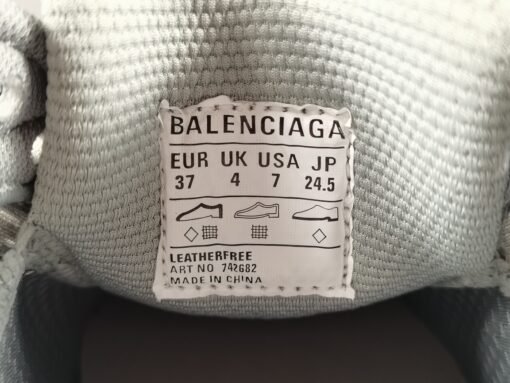 BALENCIAGA
EUR UK USA JP
37 4 7 24.5
LEATHERFREE
ART NO 742682
MADE IN CHINA